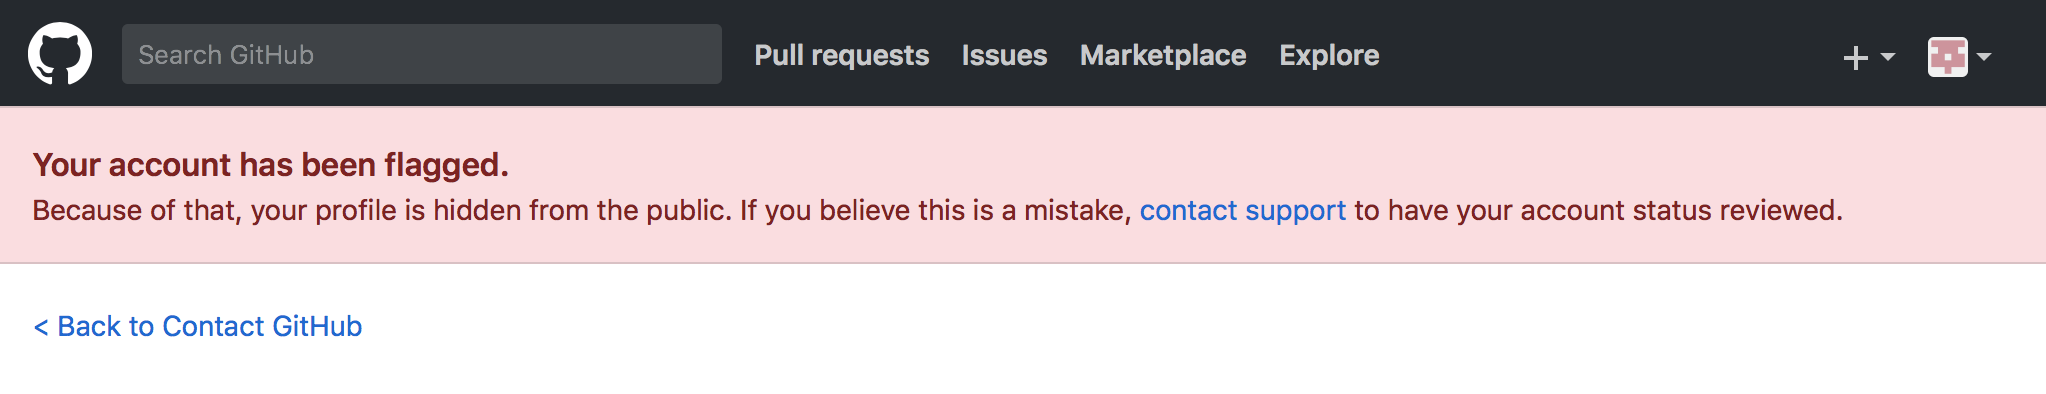 Search GitHub Pull requests Issues Marketplace Explore
Your account has been flagged.
Because of that, your profile is hidden from the public. If you believe this is a mistake, contact support to have your account status reviewed.
< Back to Contact GitHub